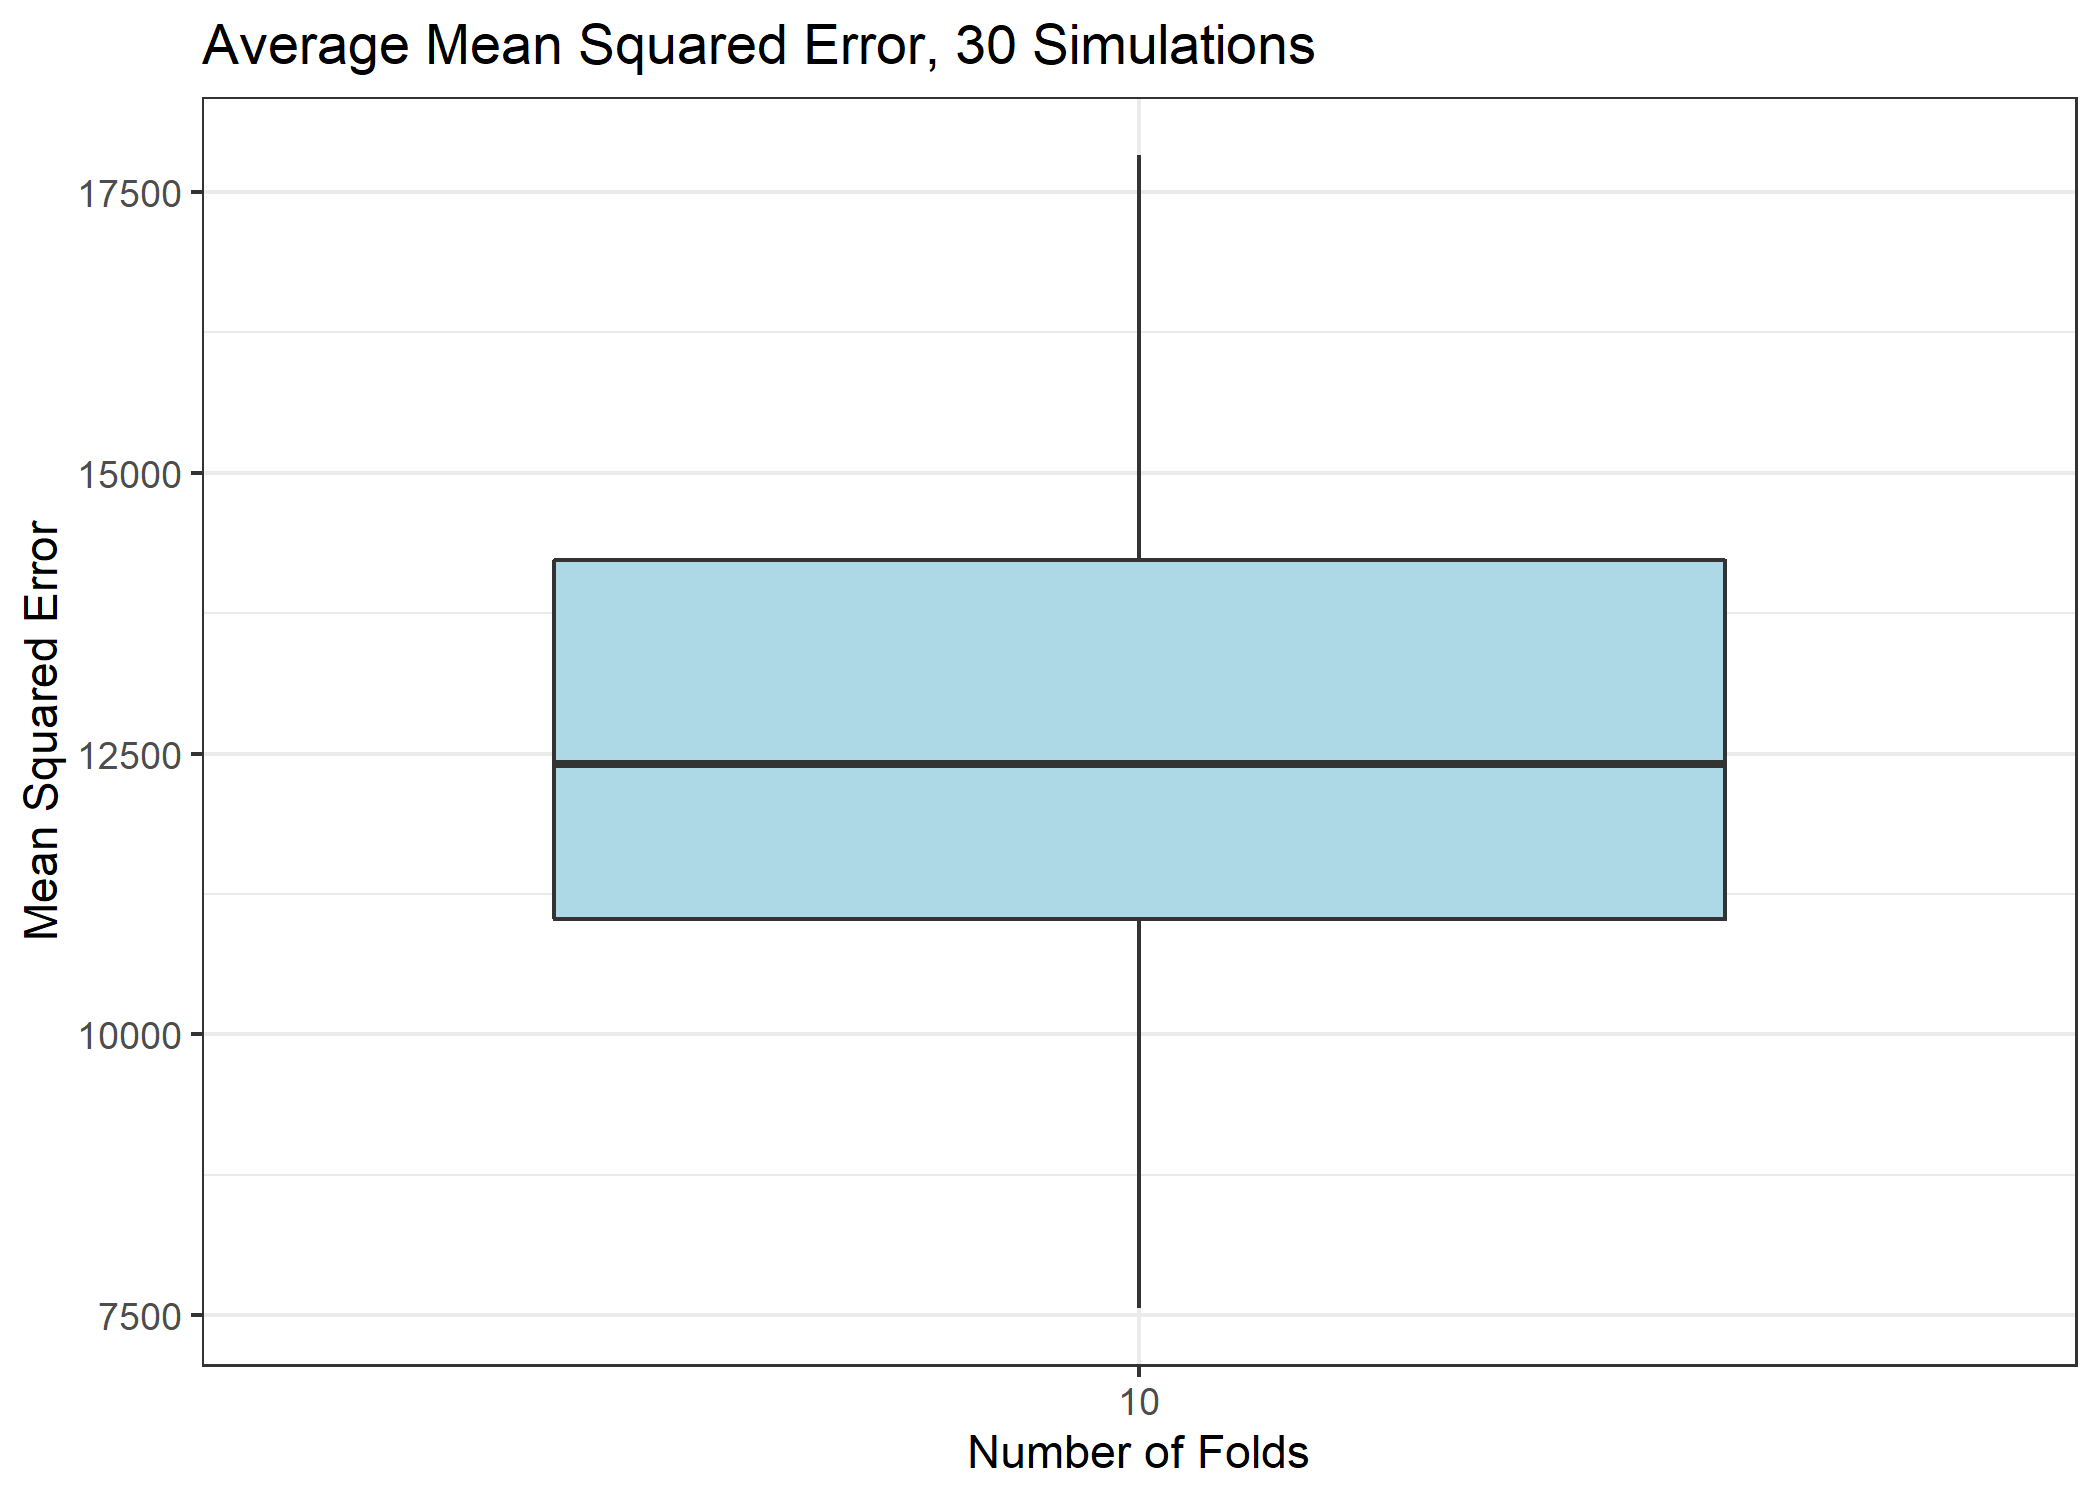 Average Mean Squared Error, 30 Simulations
Mean Squared Error
17500
15000
12500
10000
7500
10
Number of Folds